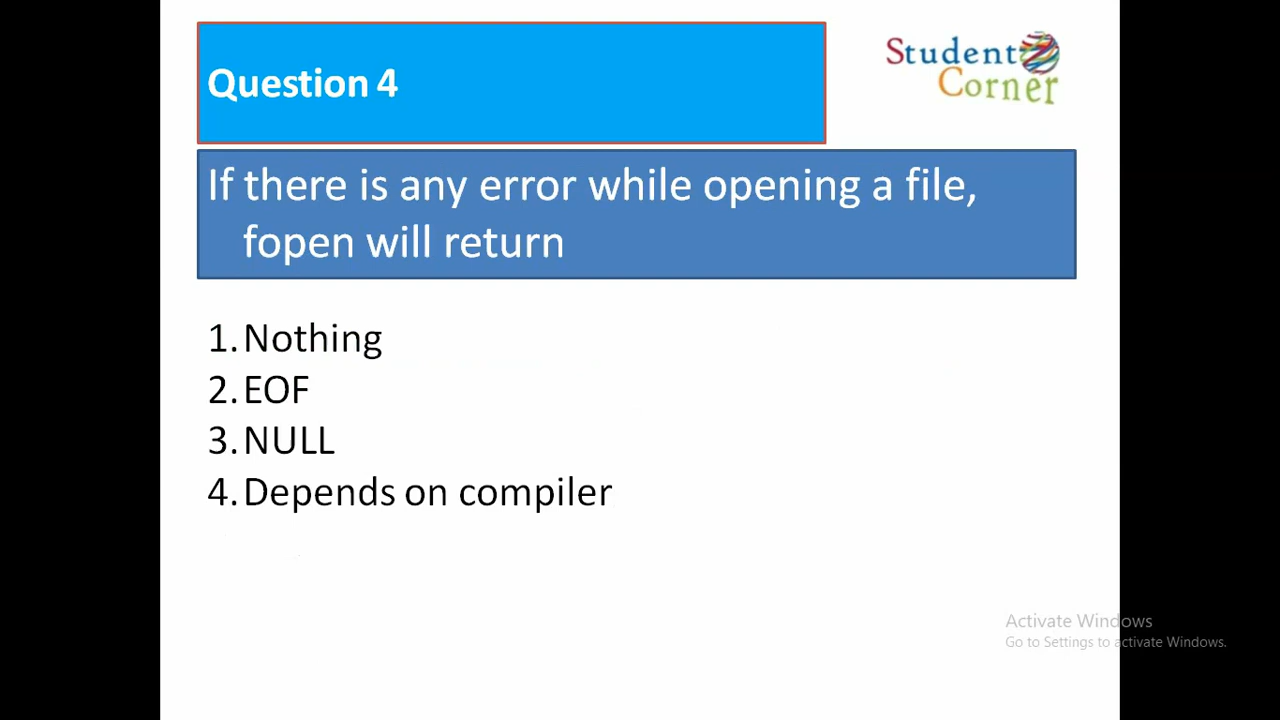 Question 4
Student
Corner
If there is any error while opening a file,
fopen will return
1. Nothing
2. EOF
3. NULL
4. Depends on compiler
Activate Windows
Go to Settings to activate Windows.